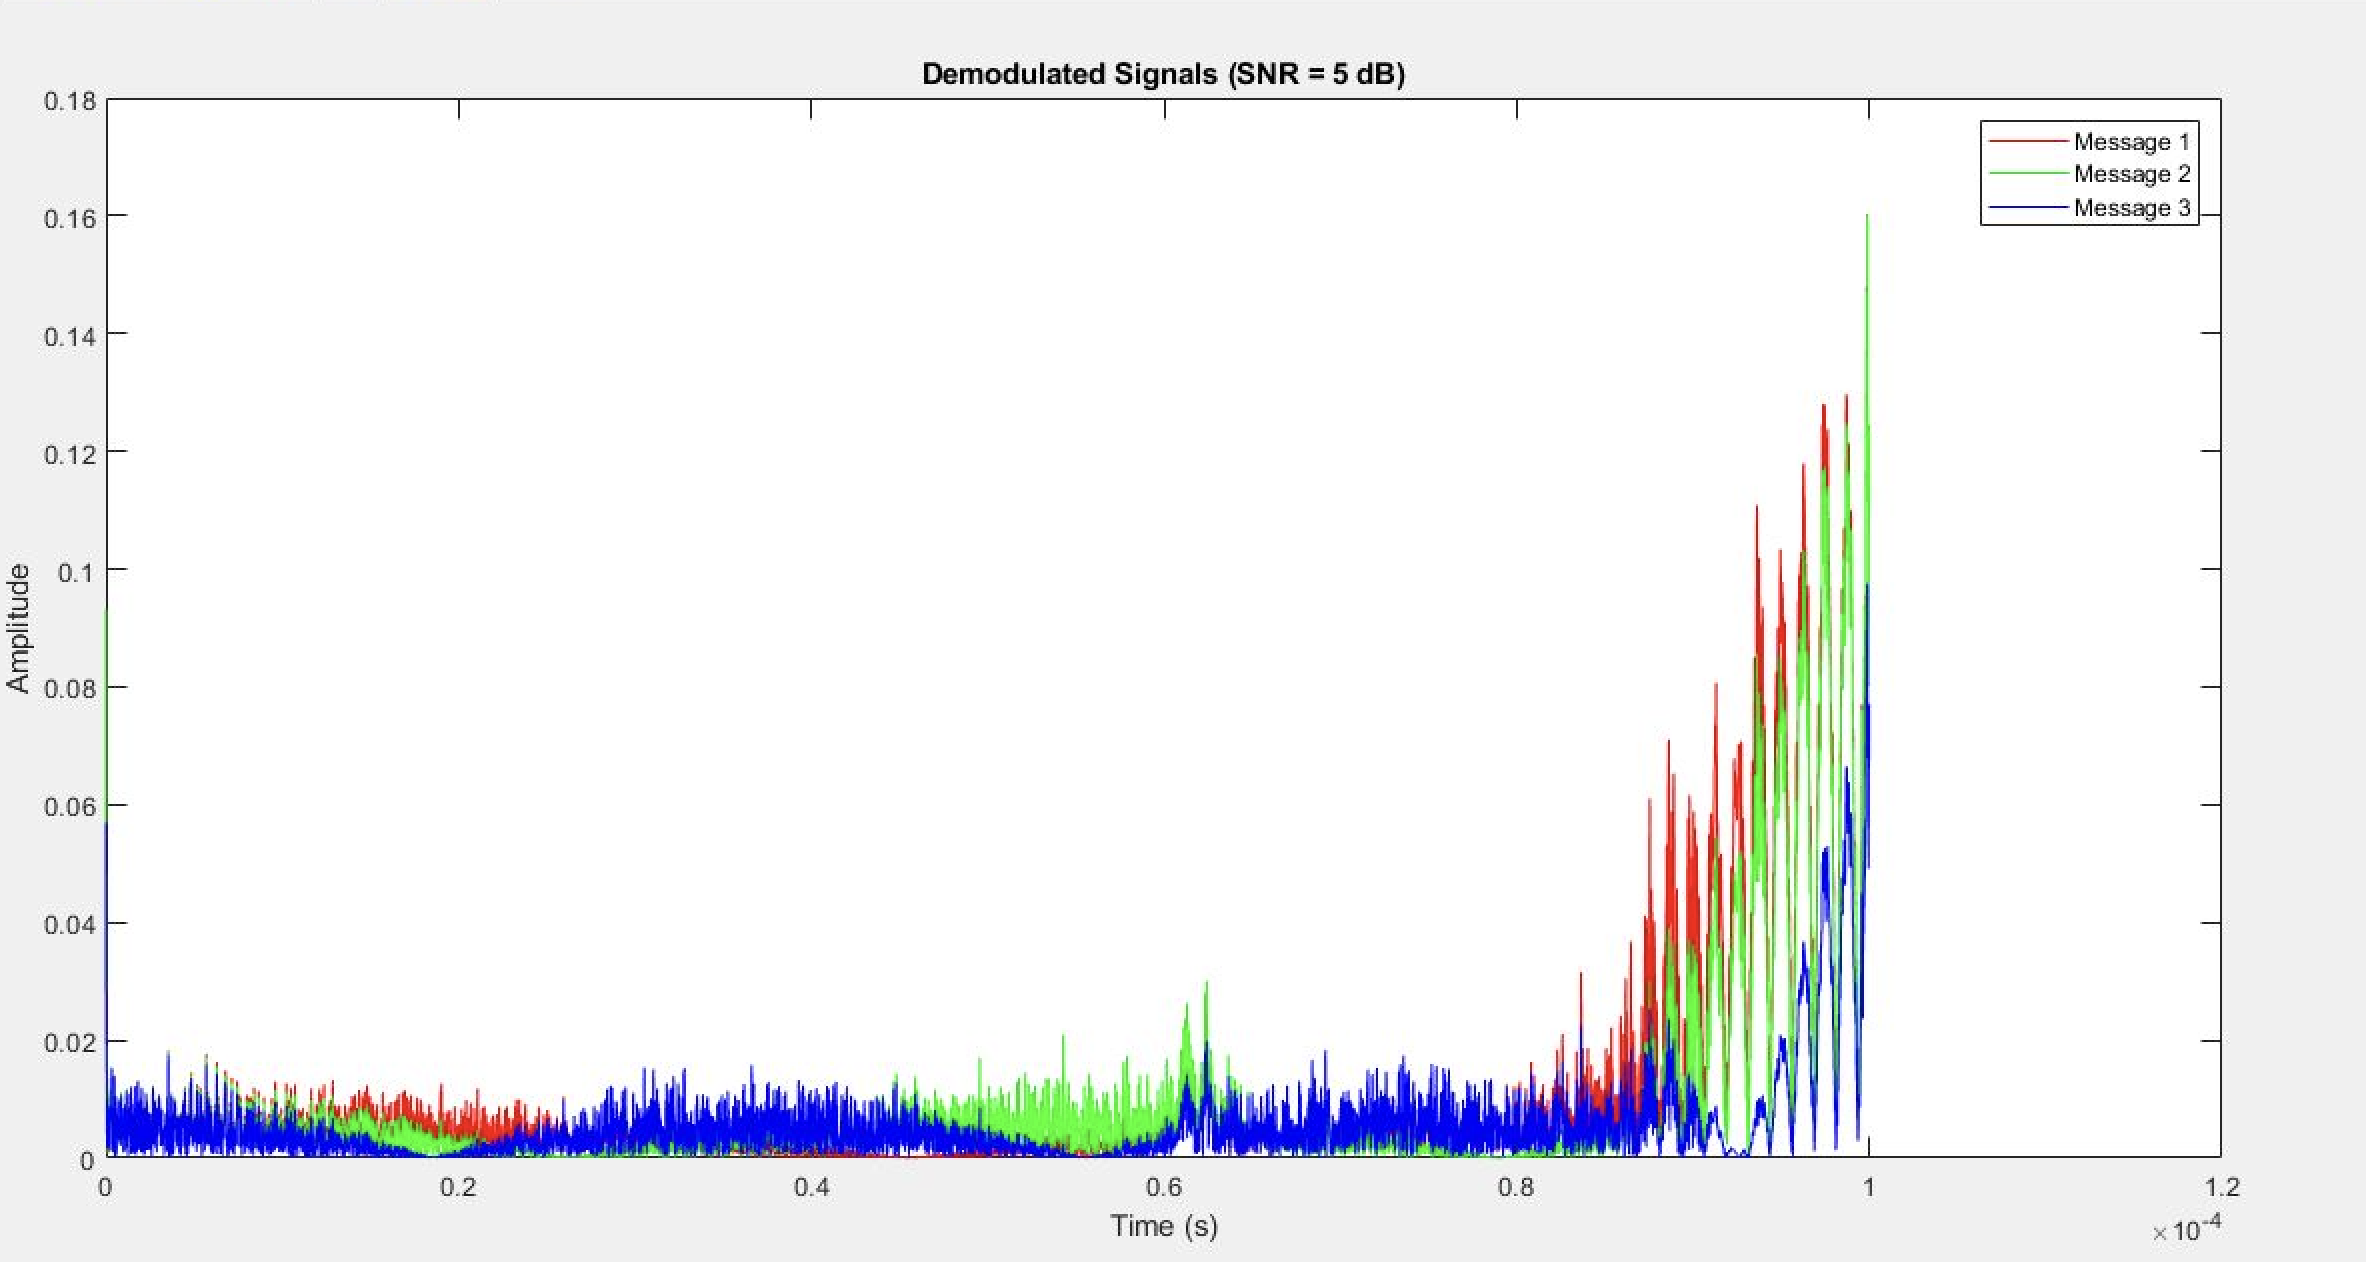 Demodulated Signals (SNR = 5 dB)
0.18
0.16
0.14
0.12
0.1
0.08
0.06
0.04
0.02
0
Amplitude
Message 1
Message 2
Message 3
0 0.2 0.4 0.6 0.8 1 1.2
Time (s)
×10⁻⁴